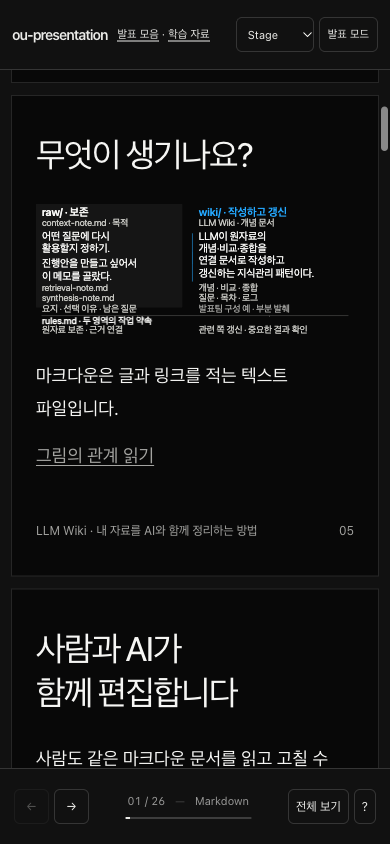 ou-presentation 발표 모음 · 학습 자료 Stage 발표 모드
무엇이 생기나요?
raw/ · 보존
context-note.md · 목적
어떤 질문에 다시
활용할지 정하기.
진행안을 만들고 싶어서
이 메모를 골랐다.
retrieval-note.md
synthesis-note.md
요지 · 선택 이유 · 남은 질문
rules.md · 두 영역의 작업 약속
원자료 보존 · 근거 연결
wiki/ · 작성하고 갱신
LLM Wiki · 개념 문서
LLM이 원자료의
개념·비교·종합을
연결 문서로 작성하고
갱신하는 지식관리 패턴이다.
개념 · 비교 · 종합
질문 · 목차 · 로그
발표팀 구성 예 · 부분 발췌
관련 쪽 갱신 · 중요한 결과 확인
마크다운은 글과 링크를 적는 텍스트
파일입니다.
그림의 관계 읽기
LLM Wiki · 내 자료를 AI와 함께 정리하는 방법 05
사람과 AI가
함께 편집합니다
사람도 같은 마크다운 문서를 읽고 고칠 수
← → 01 / 26 — Markdown 전체 보기 ?